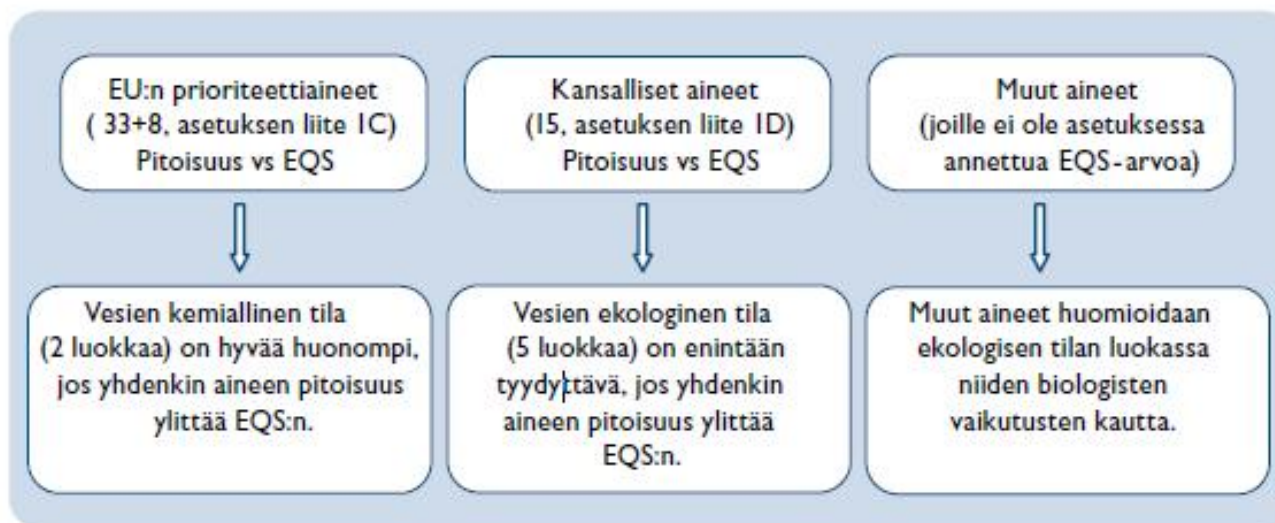 EU:n prioriteettiaineet
( 33+8, asetuksen liite 1C)
Pitoisuus vs EQS
Kansalliset aineet
(15, asetuksen liite 1D)
Pitoisuus vs EQS
Muut aineet
(joille ei ole asetuksessa
annettua EQS-arvoa)
Vesien kemiallinen tila
(2 luokkaa) on hyvää huonompi,
jos yhdenkin aineen pitoisuus
ylittää EQS:n.
Vesien ekologinen tila
(5 luokkaa) on enintään
tyydyttävä, jos yhdenkin
aineen pitoisuus ylittää
EQS:n.
Muut aineet huomioidaan
ekologisen tilan luokassa
niiden biologisten
vaikutusten kautta.